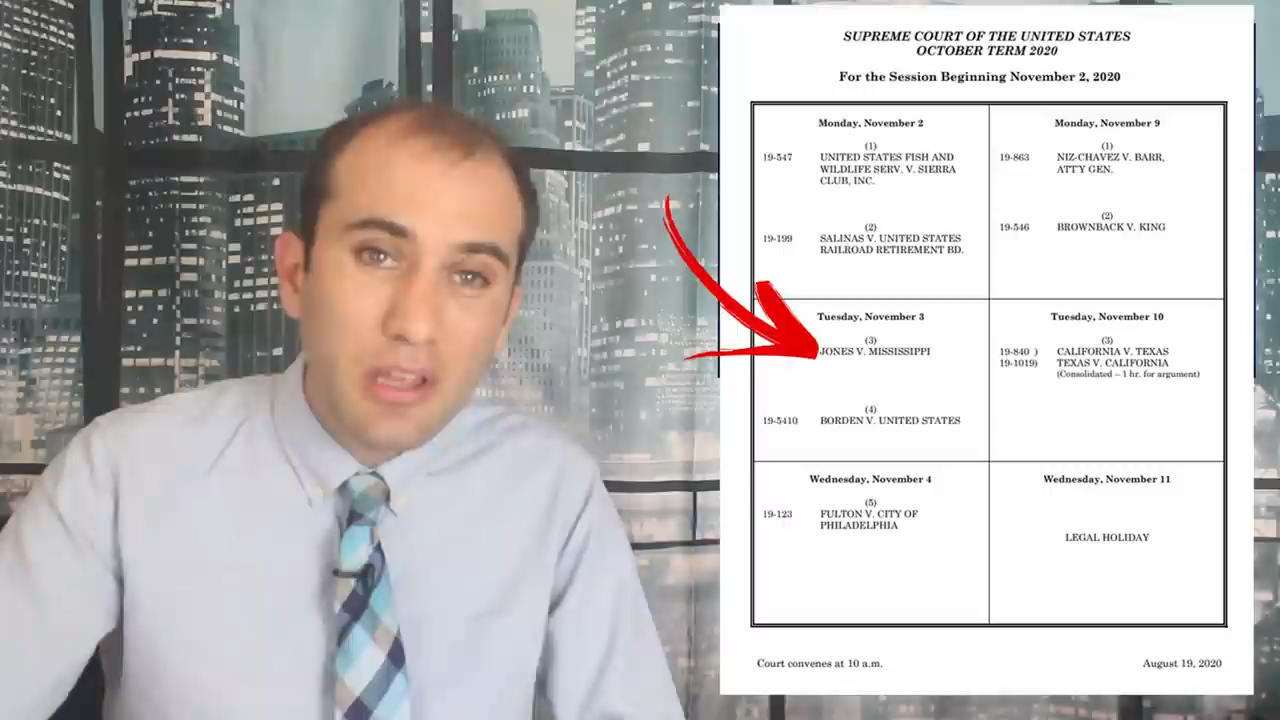 SUPREME COURT OF THE UNITED STATES
OCTOBER TERM 2020
For the Session Beginning November 2, 2020
Monday, November 2
(1)
19-547 UNITED STATES FISH AND
WILDLIFE SERV. V. SIERRA
CLUB, INC.
(2)
19-199 SALINAS V. UNITED STATES
RAILROAD RETIREMENT BD.
Monday, November 9
(1)
19-863 NIZ-CHAVEZ V. BARR,
ATT'Y GEN.
(2)
19-546 BROWNBACK V. KING
Tuesday, November 3
(3)
JONES V. MISSISSIPPI
(4)
19-5410 BORDEN V. UNITED STATES
Tuesday, November 10
(3)
19-840 ) CALIFORNIA V. TEXAS
19-1019) TEXAS V. CALIFORNIA
(Consolidated – 1 hr. for argument)
Wednesday, November 4
(5)
19-123 FULTON V. CITY OF
PHILADELPHIA
Wednesday, November 11
LEGAL HOLIDAY
Court convenes at 10 a.m.
August 19, 2020